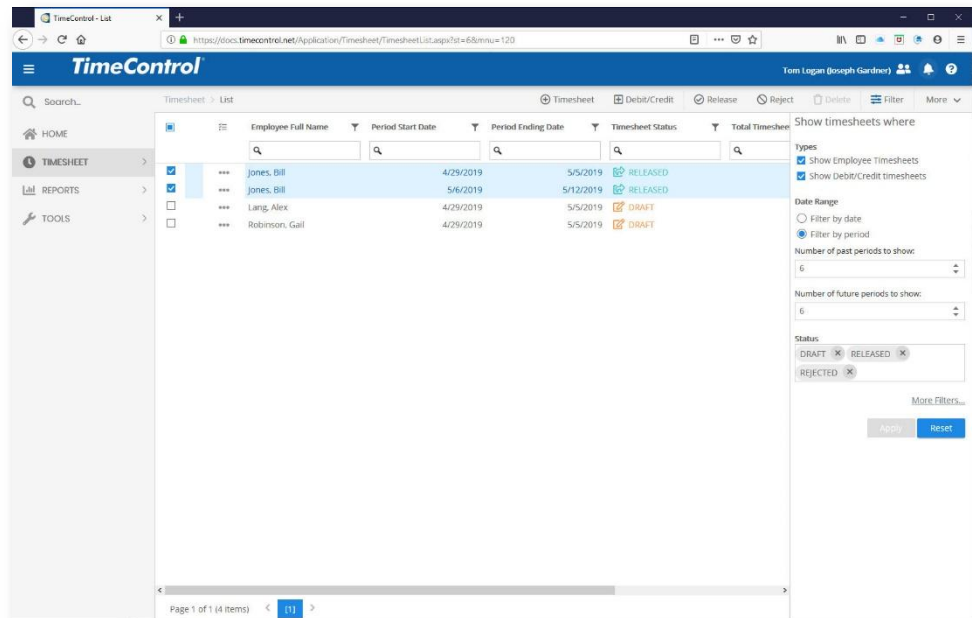 TimeControl - List
https://docs.timecontrol.net/Application/Timesheet/TimesheetList.aspx?st=6&mnu=120
TimeControl
Tom Logan (Joseph Gardner)
Search...
Timesheet > List
Timesheet
Debit/Credit
Release
Reject
Delete
Filter
More
HOME
TIMESHEET
REPORTS
TOOLS
Employee Full Name Period Start Date Period Ending Date Timesheet Status Total Timeshee
Jones, Bill 4/29/2019 5/5/2019 RELEASED
Jones, Bill 5/6/2019 5/12/2019 RELEASED
Lang, Alex 4/29/2019 5/5/2019 DRAFT
Robinson, Gail 4/29/2019 5/5/2019 DRAFT
Show timesheets where
Types
Show Employee Timesheets
Show Debit/Credit timesheets
Date Range
Filter by date
Filter by period
Number of past periods to show:
6
Number of future periods to show:
6
Status
DRAFT RELEASED
REJECTED
More Filters...
Apply Reset
Page 1 of 1 (4 items) [1]